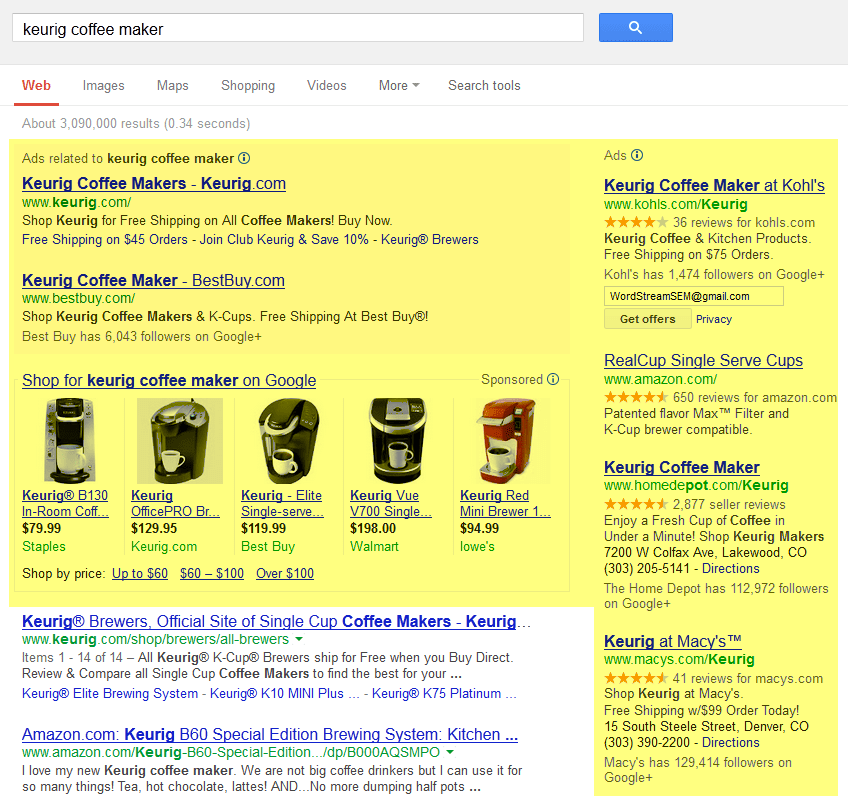 keurig coffee maker
Web Images Maps Shopping Videos More Search tools
About 3,090,000 results (0.34 seconds)
Ads related to keurig coffee maker
Keurig Coffee Makers - Keurig.com
www.keurig.com/
Shop Keurig for Free Shipping on All Coffee Makers! Buy Now.
Free Shipping on $45 Orders - Join Club Keurig & Save 10% - Keurig® Brewers
Keurig Coffee Maker - BestBuy.com
www.bestbuy.com/
Shop Keurig Coffee Makers & K-Cups. Free Shipping At Best Buy®!
Best Buy has 6,043 followers on Google+
Shop for keurig coffee maker on Google
Sponsored
Keurig® B130
In-Room Coff...
$79.99
Staples
Keurig
OfficePRO Br...
$129.95
Keurig.com
Keurig - Elite
Single-serve...
$119.99
Best Buy
Keurig Vue
V700 Single...
$198.00
Walmart
Keurig Red
Mini Brewer 1...
$94.99
lowe's
Shop by price: Up to $60 $60 – $100 Over $100
Keurig® Brewers, Official Site of Single Cup Coffee Makers - Keurig...
www.keurig.com/shop/brewers/all-brewers
Items 1 - 14 of 14 – All Keurig® K-Cup® Brewers ship for Free when you Buy Direct.
Review & Compare all Single Cup Coffee Makers to find the best for your ...
Keurig® Elite Brewing System - Keurig® K10 MINI Plus ... - Keurig® K75 Platinum ...
Amazon.com: Keurig B60 Special Edition Brewing System: Kitchen ...
www.amazon.com/Keurig-B60-Special-Edition.../dp/B000AQSMPO
I love my new Keurig coffee maker. We are not big coffee drinkers but I can use it for
so many things! Tea, hot chocolate, lattes! AND...No more dumping half pots ...
Ads
Keurig Coffee Maker at Kohl's
www.kohls.com/Keurig
36 reviews for kohls.com
Keurig Coffee & Kitchen Products.
Free Shipping on $75 Orders.
Kohl's has 1,474 followers on Google+
WordStreamSEM@gmail.com
Get offers Privacy
RealCup Single Serve Cups
www.amazon.com/
650 reviews for amazon.com
Patented flavor Max™ Filter and
K-Cup brewer compatible.
Keurig Coffee Maker
www.homedepot.com/Keurig
2,877 seller reviews
Enjoy a Fresh Cup of Coffee in
Under a Minute! Shop Keurig Makers
7200 W Colfax Ave, Lakewood, CO
(303) 205-5141 - Directions
The Home Depot has 112,972 followers
on Google+
Keurig at Macy's™
www.macys.com/Keurig
41 reviews for macys.com
Shop Keurig at Macy's.
Free Shipping w/$99 Order Today!
15 South Steele Street, Denver, CO
(303) 390-2200 - Directions
Macy's has 129,414 followers on
Google+